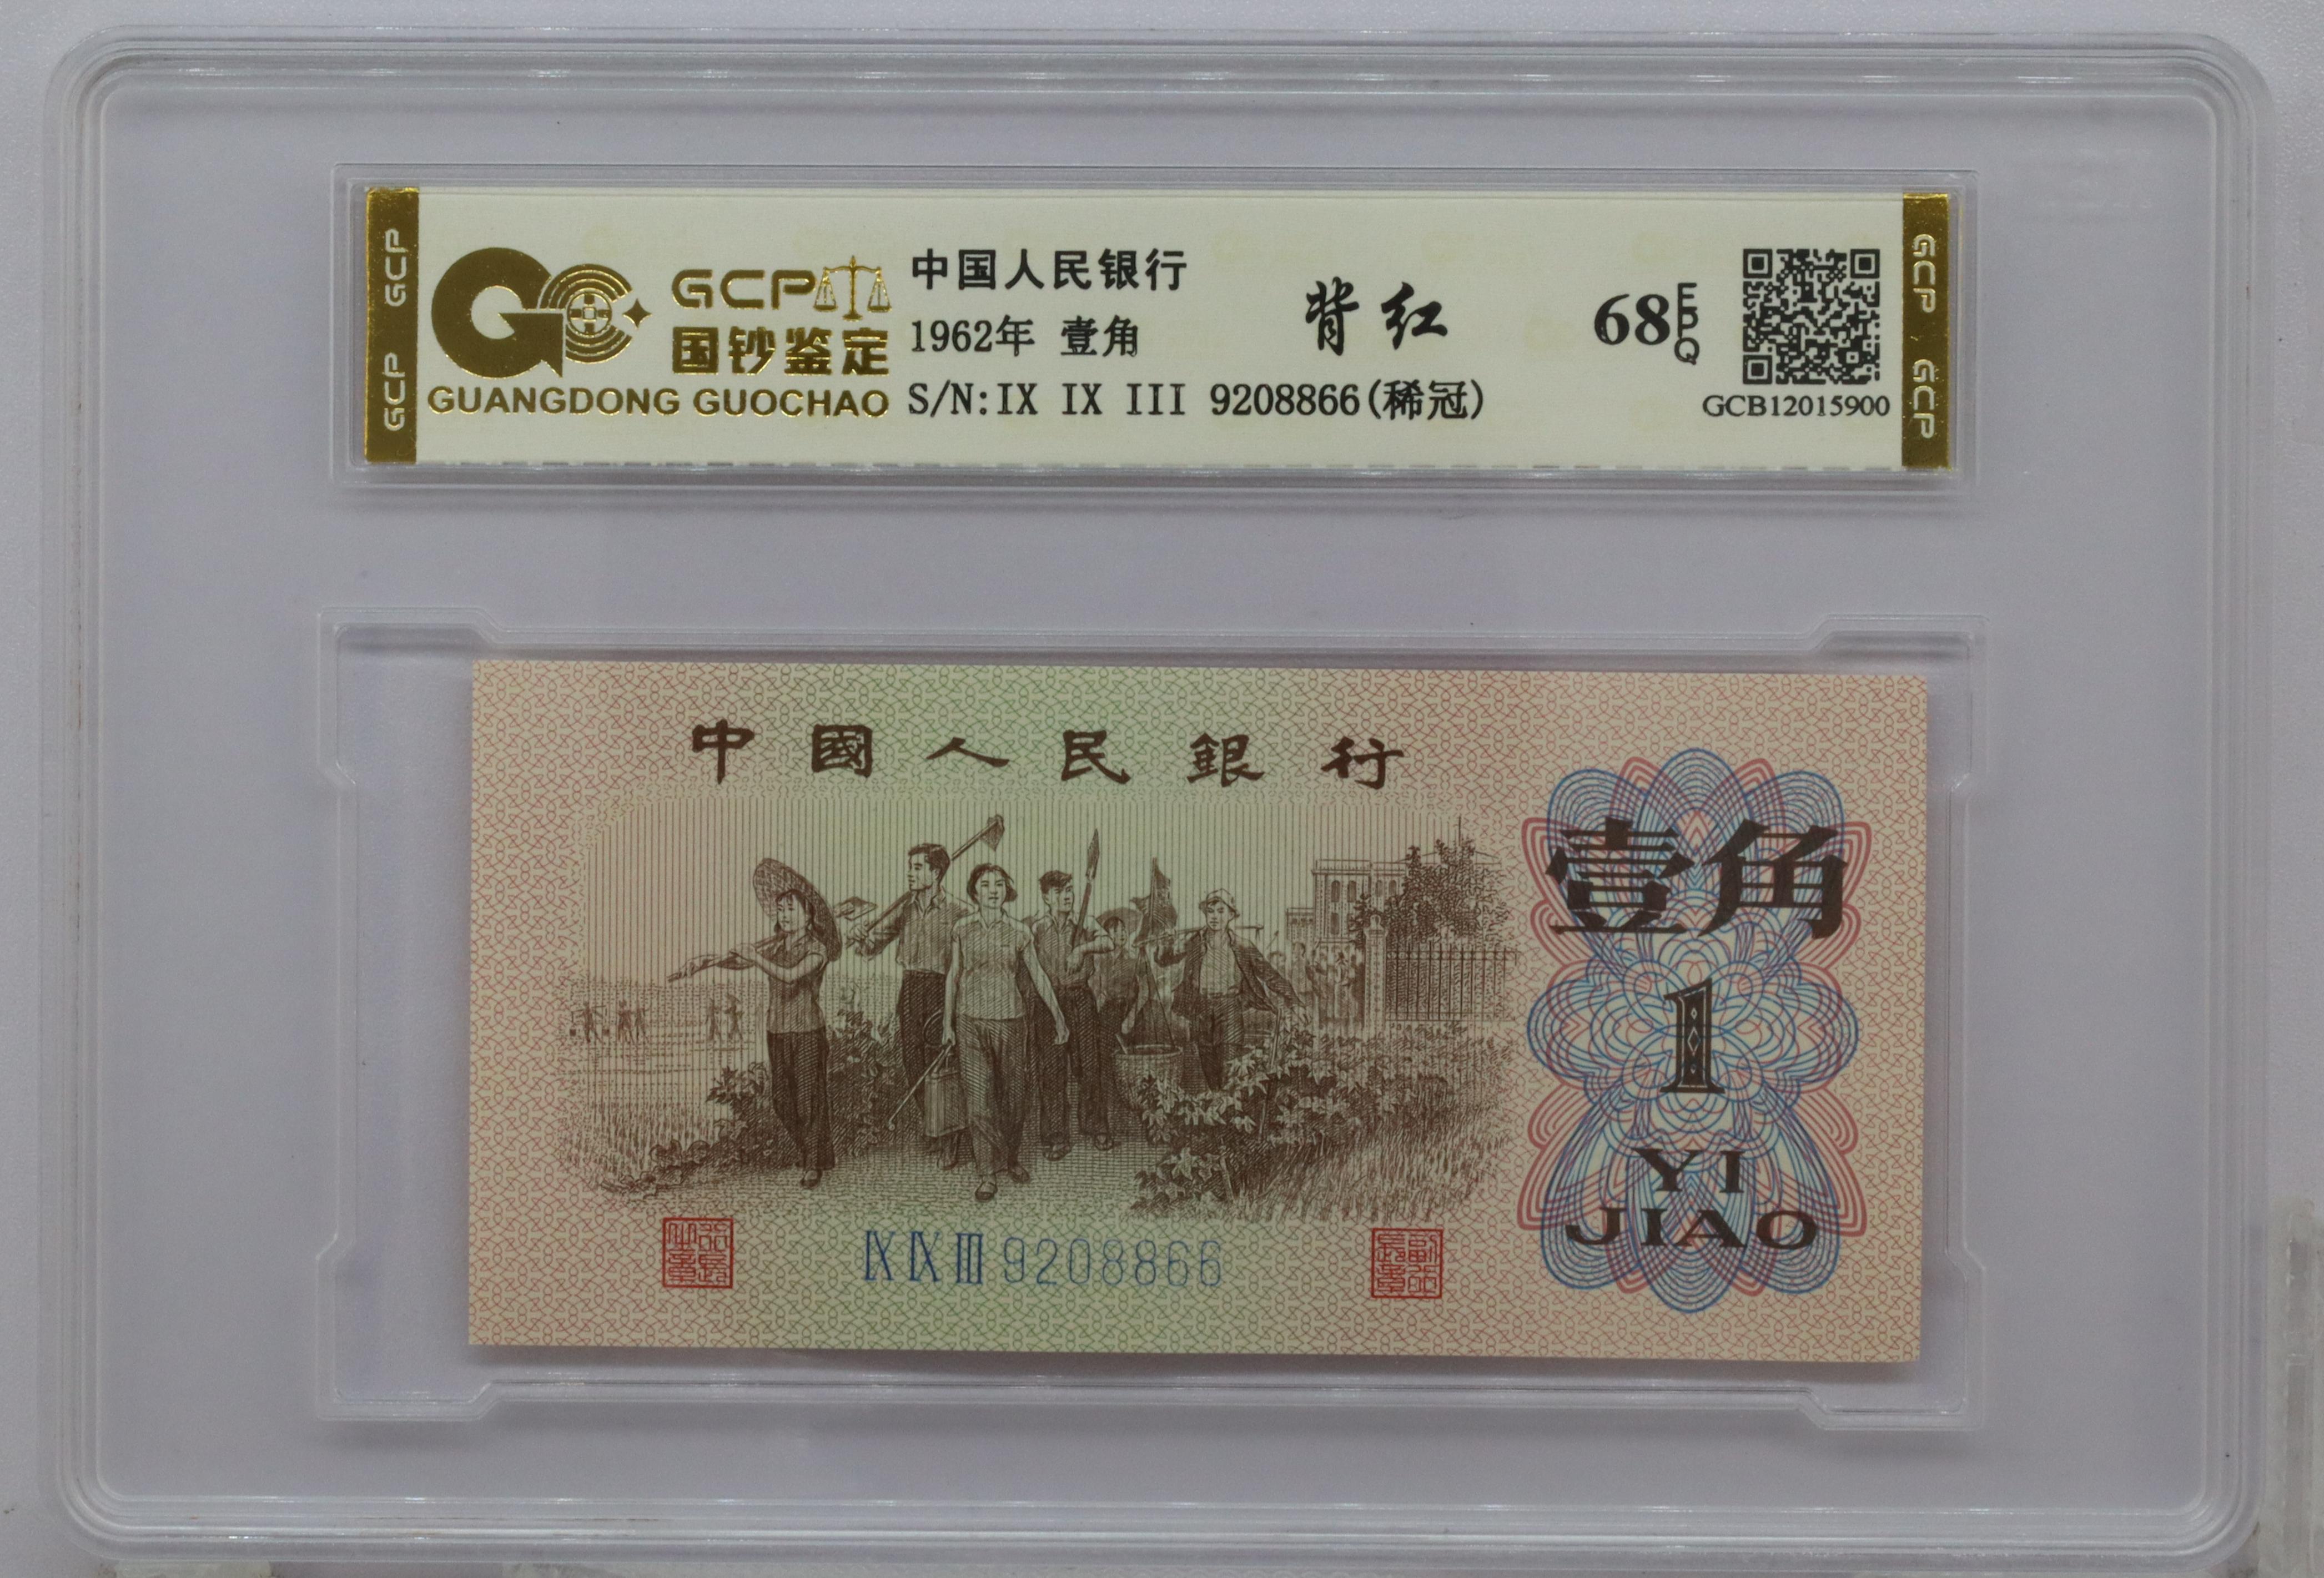 GCP GCP
GCP
国钞鉴定
GUANGDONG GUOCHAO
中国人民银行
1962年 壹角
S/N:IX IX III 9208866(稀冠)
背红
68 EPQ
GCB12015900
GCP GCP
中國人民銀行
壹角
1
YI
JIAO
IX IX III 9208866